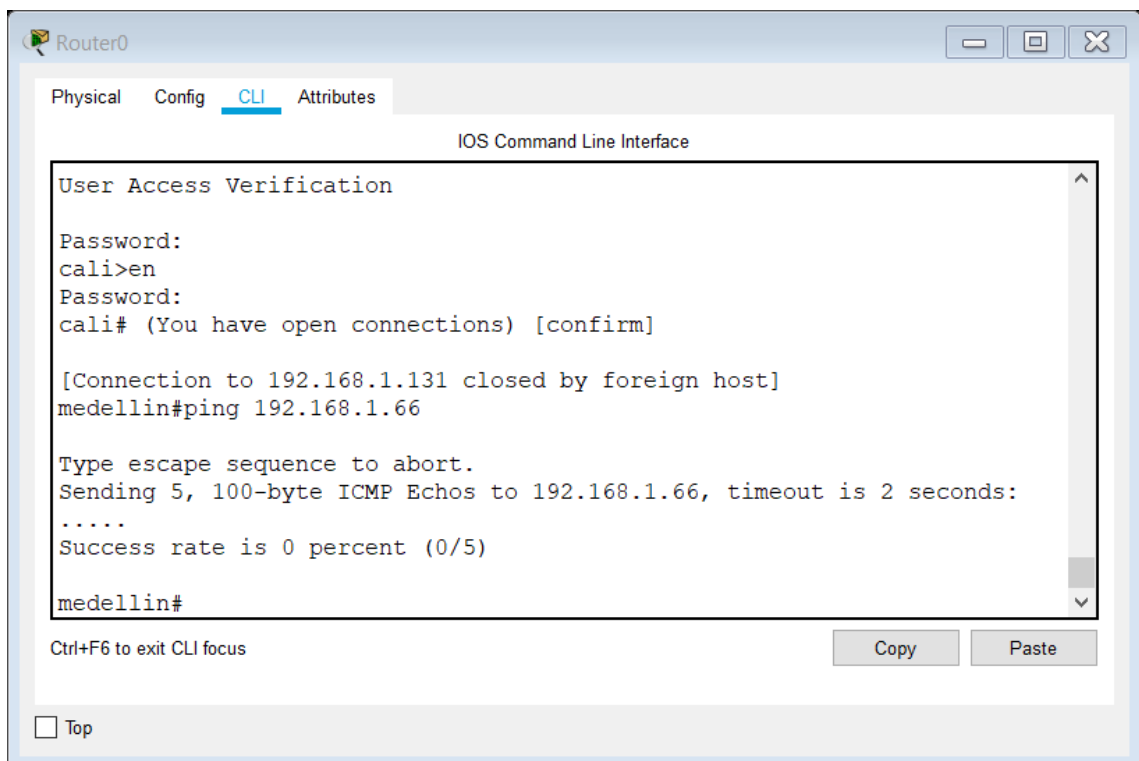 Router0
Physical Config CLI Attributes
IOS Command Line Interface
User Access Verification
Password:
cali>en
Password:
cali# (You have open connections) [confirm]
[Connection to 192.168.1.131 closed by foreign host]
medellin#ping 192.168.1.66
Type escape sequence to abort.
Sending 5, 100-byte ICMP Echos to 192.168.1.66, timeout is 2 seconds:
.....
Success rate is 0 percent (0/5)
medellin#
Ctrl+F6 to exit CLI focus
Copy Paste
Top